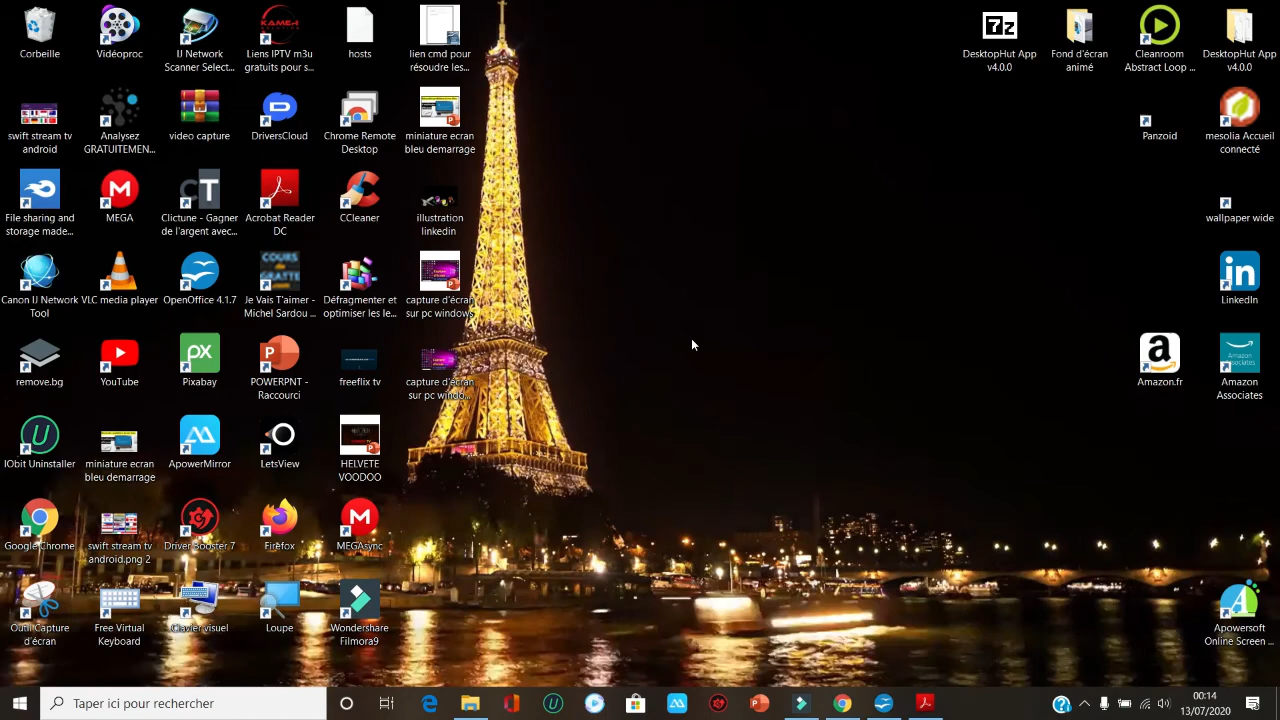 Corbeille
Vidéoproc
IJ Network
Scanner Select...
Liens IPTV m3u
gratuits pour s...
hosts
lien cmd pour
résoudre les...
DesktopHut App
v4.0.0
Fond d'écran
animé
Cleanroom
Abstract Loop ...
DesktopHut App
v4.0.0
swift stream tv
android
Analysez
GRATUITEMEN...
video capture
DriversCloud
Chrome Remote
Desktop
miniature ecran
bleu demarrage
Panzoid
mesolia Accueil
connecté
File sharing and
storage made...
MEGA
Clictune - Gagner
de l'argent avec...
Acrobat Reader
DC
CCleaner
illustration
linkedin
wallpaper wide
Canon IJ Network
Tool
VLC media player
OpenOffice 4.1.7
Je Vais T'aimer -
Michel Sardou ...
Défragmenter et
optimiser les le...
capture d'écran
sur pc windows
LinkedIn
remove.bg
YouTube
Pixabay
POWERPNT -
Raccourci
freeflix tv
capture d'écran
sur pc windo...
Amazon.fr
Amazon
Associates
IObit Uninstaller
miniature ecran
bleu demarrage
ApowerMirror
LetsView
HELVETE
VOODOO
Google Chrome
swift stream tv
android.png 2
Driver Booster 7
Firefox
MEGAsync
Outil Capture
d'écran
Free Virtual
Keyboard
Clavier visuel
Loupe
Wondershare
Filmora9
Apowersoft
Online Screen ...
Taper ici pour rechercher
00:14
13/07/2020